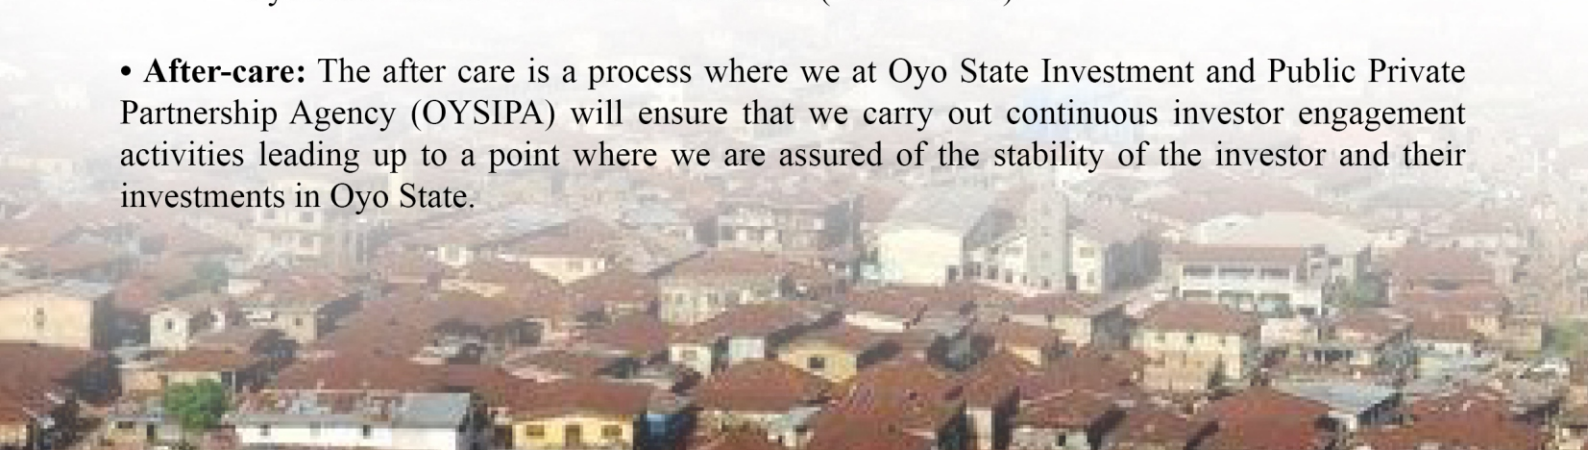 • After-care: The after care is a process where we at Oyo State Investment and Public Private
Partnership Agency (OYSIPA) will ensure that we carry out continuous investor engagement
activities leading up to a point where we are assured of the stability of the investor and their
investments in Oyo State.